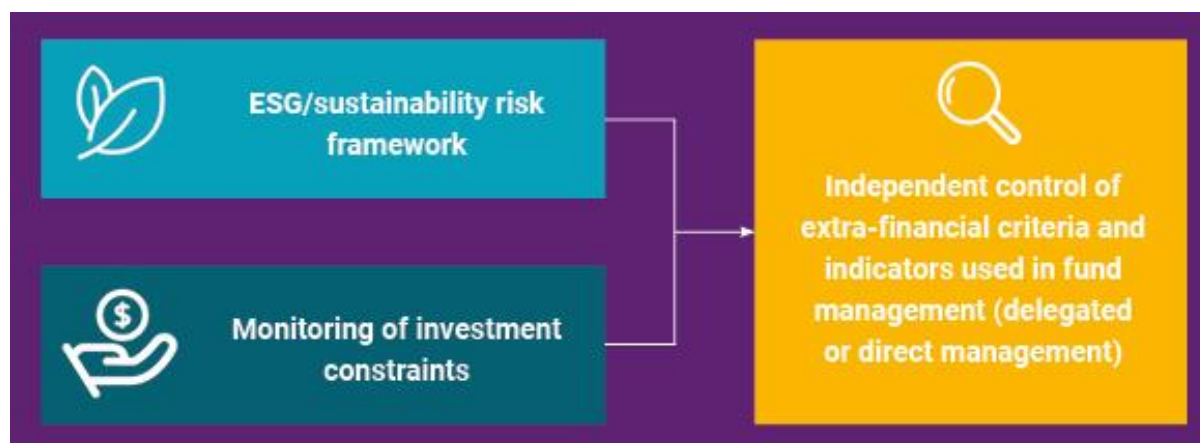 ESG/sustainability risk
framework
$
Monitoring of investment
constraints
Independent control of
extra-financial criteria and
indicators used in fund
management (delegated
or direct management)